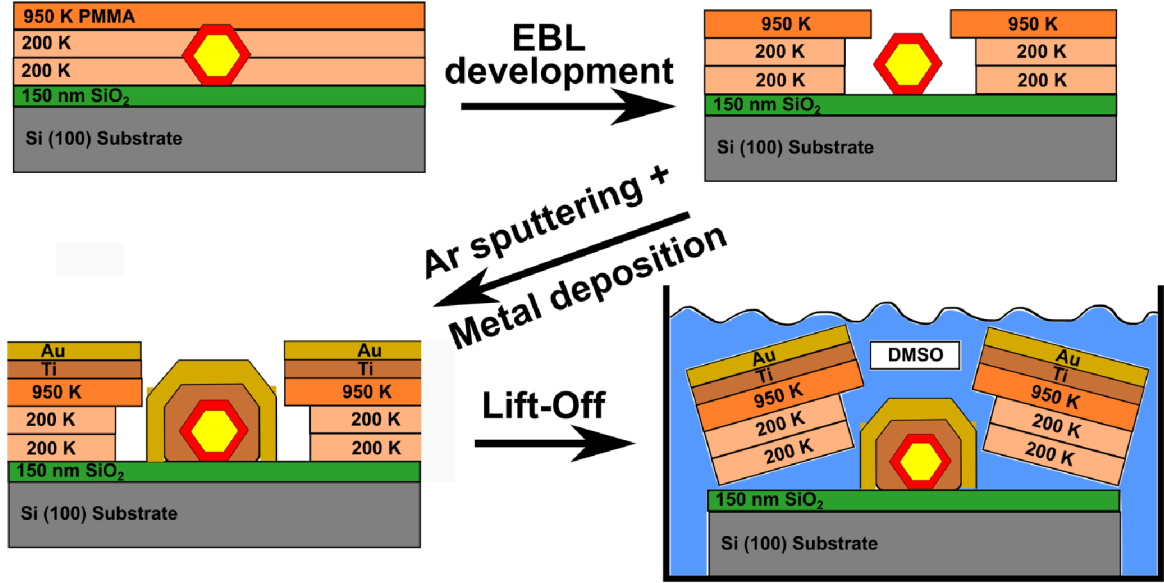 950 K PMMA
200 K
200 K
150 nm SiO₂
Si (100) Substrate
EBL
development
950 K
950 K
200 K
200 K
200 K
200 K
150 nm SiO₂
Si (100) Substrate
Ar sputtering +
Metal deposition
Au
Au
Ti
Ti
950 K
950 K
200 K
200 K
200 K
200 K
150 nm SiO₂
Si (100) Substrate
Lift-Off
DMSO
Au
Ti
950 K
200 K
200 K
Au
Ti
950 K
200 K
200 K
150 nm SiO₂
Si (100) Substrate